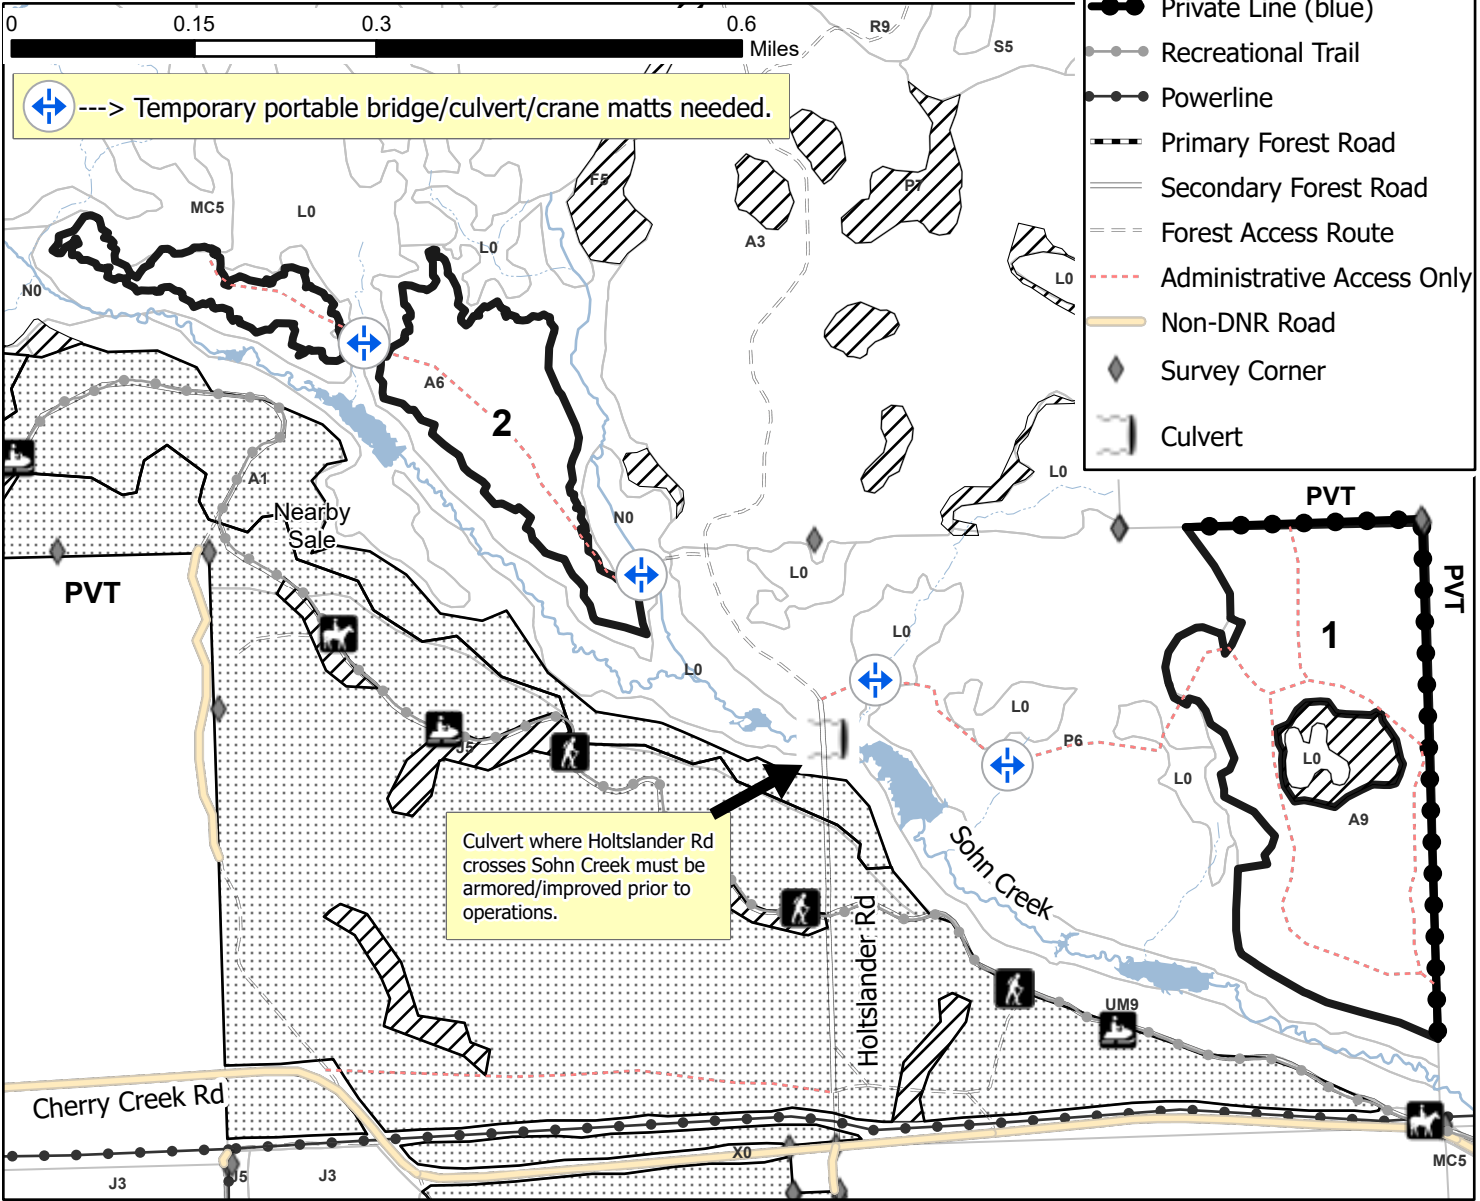 0
0.15
0.3
0.6
Miles
---> Temporary portable bridge/culvert/crane matts needed.
R9
S5
Private Line (blue)
Recreational Trail
Powerline
Primary Forest Road
Secondary Forest Road
Forest Access Route
Administrative Access Only
Non-DNR Road
Survey Corner
Culvert
F5
P7
MC5
L0
L0
A3
L0
N0
A6
2
A1
L0
Nearby
Sale
N0
PVT
PVT
PVT
L0
L0
1
L0
L0
P6
L0
L0
A9
J5
Culvert where Holtslander Rd
crosses Sohn Creek must be
armored/improved prior to
operations.
Sohn Creek
Holtslander Rd
UM9
Cherry Creek Rd
X0
J3
J5
J3
MC5